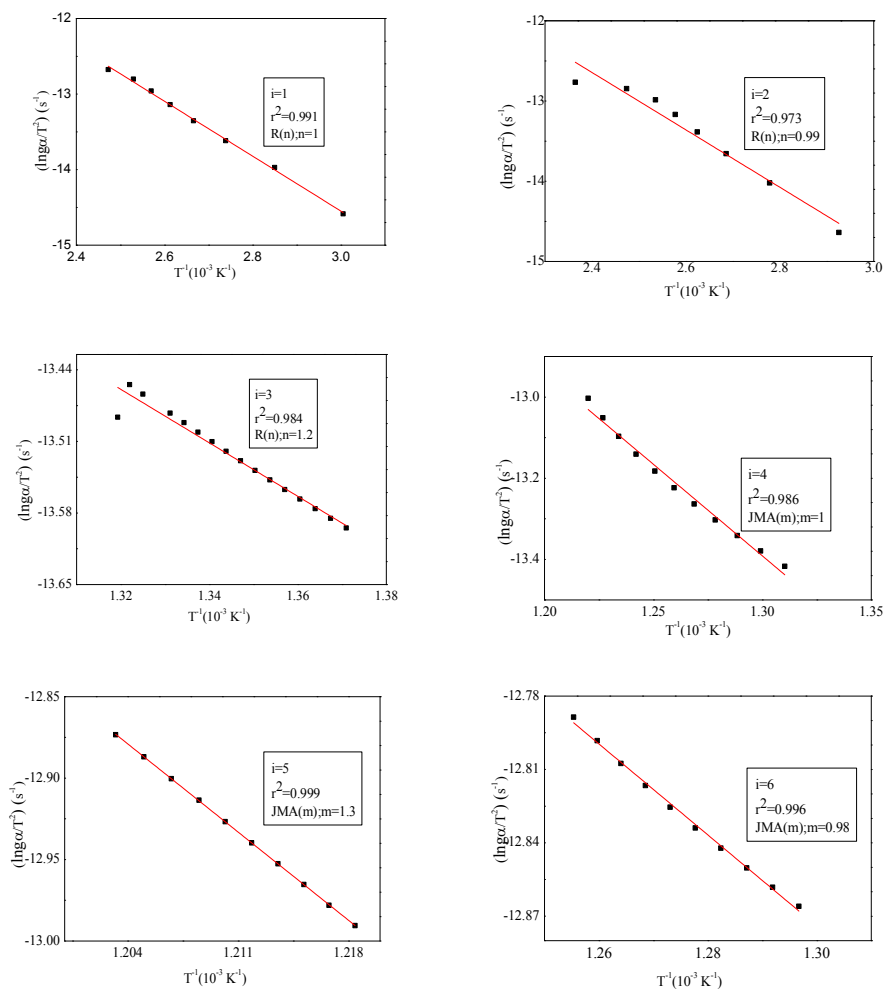 -12
-13
-14
-15
(lngα/T²) (s⁻¹)
i=1
r²=0.991
R(n);n=1
2.4 2.6 2.8 3.0
T⁻¹(10⁻³ K⁻¹)
-12
-13
-14
-15
(lngα/T²) (s⁻¹)
i=2
r²=0.973
R(n);n=0.99
2.4 2.6 2.8 3.0
T⁻¹(10⁻³ K⁻¹)
-13.44
-13.51
-13.58
-13.65
(lngα/T²) (s⁻¹)
i=3
r²=0.984
R(n);n=1.2
1.32 1.34 1.36 1.38
T⁻¹(10⁻³ K⁻¹)
-13.0
-13.2
-13.4
(lngα/T²) (s⁻¹)
i=4
r²=0.986
JMA(m);m=1
1.20 1.25 1.30 1.35
T⁻¹(10⁻³ K⁻¹)
-12.85
-12.90
-12.95
-13.00
(lngα/T²) (s⁻¹)
i=5
r²=0.999
JMA(m);m=1.3
1.204 1.211 1.218
T⁻¹(10⁻³ K⁻¹)
-12.78
-12.81
-12.84
-12.87
(lngα/T²) (s⁻¹)
i=6
r²=0.996
JMA(m);m=0.98
1.26 1.28 1.30
T⁻¹(10⁻³ K⁻¹)